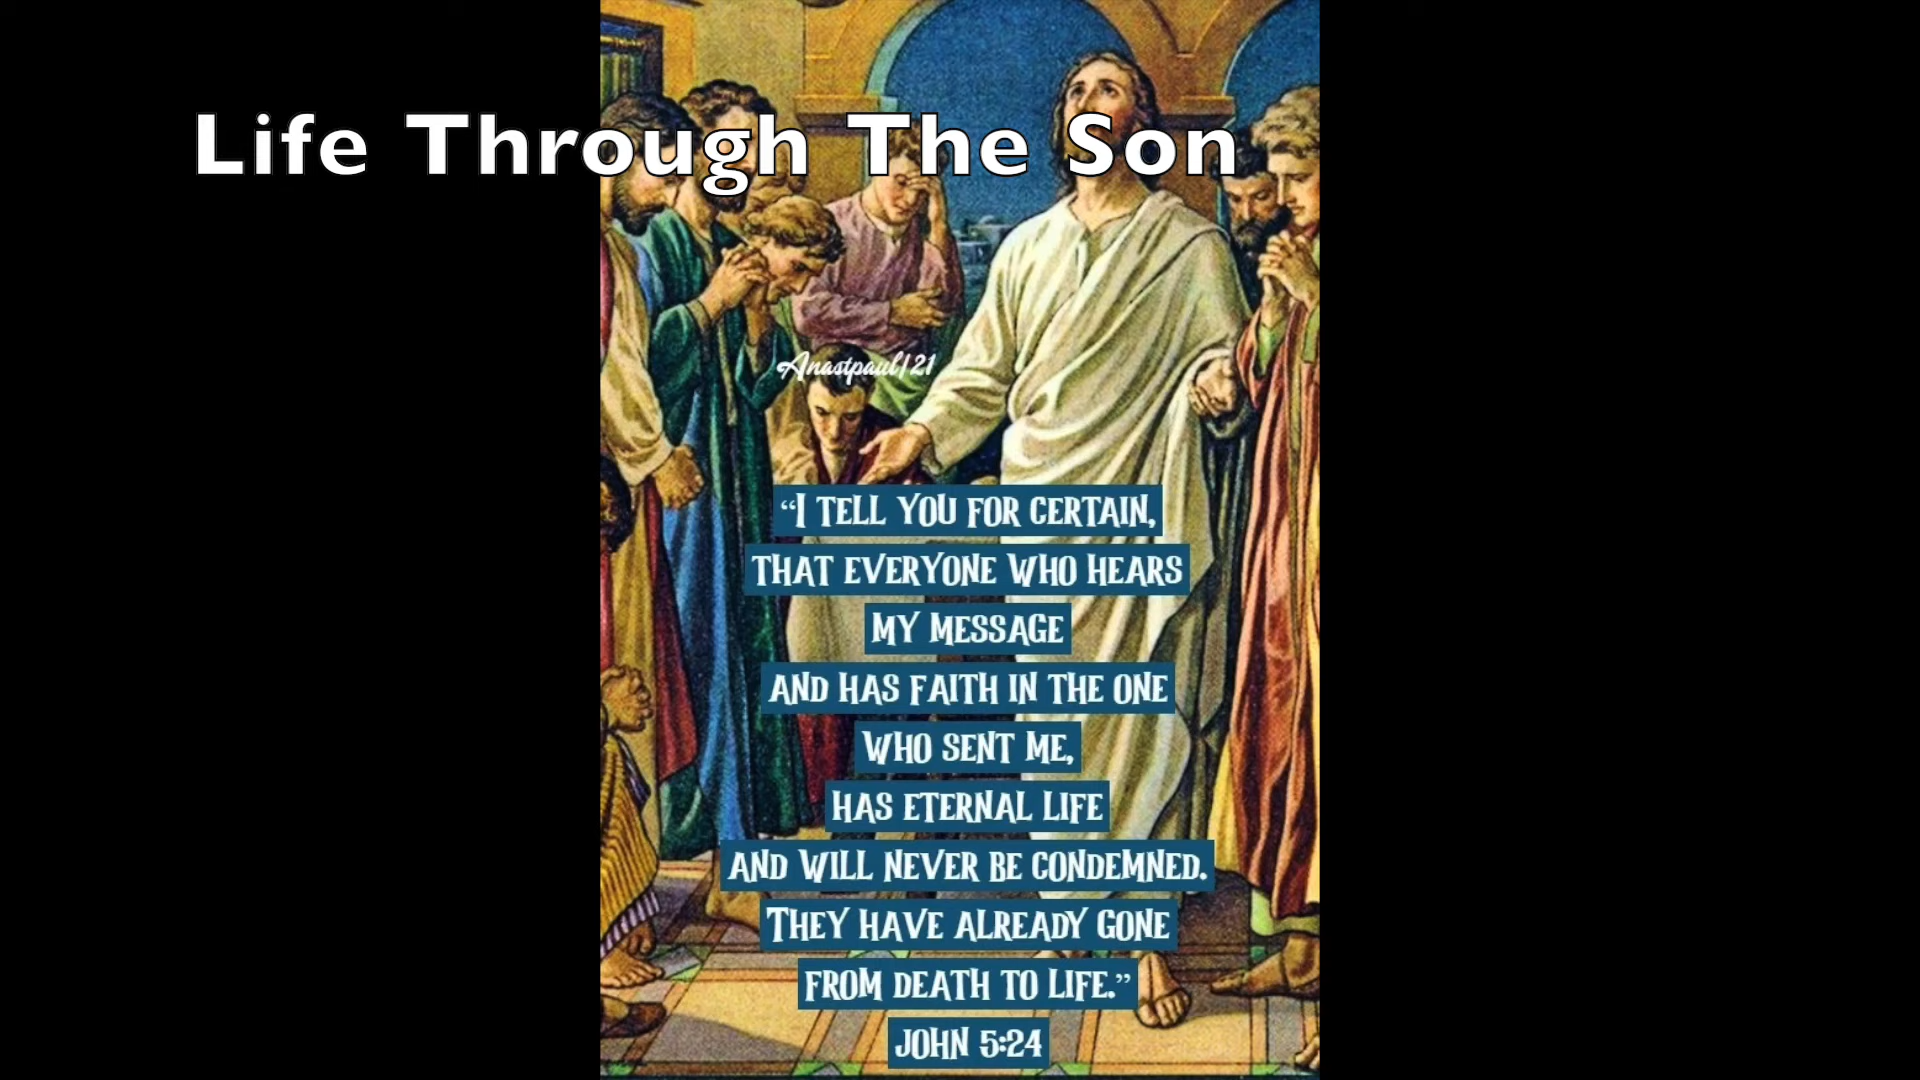 Life Through The Son
Anastpaul/21
“I TELL YOU FOR CERTAIN,
THAT EVERYONE WHO HEARS
MY MESSAGE
AND HAS FAITH IN THE ONE
WHO SENT ME,
HAS ETERNAL LIFE
AND WILL NEVER BE CONDEMNED.
THEY HAVE ALREADY GONE
FROM DEATH TO LIFE.”
JOHN 5:24